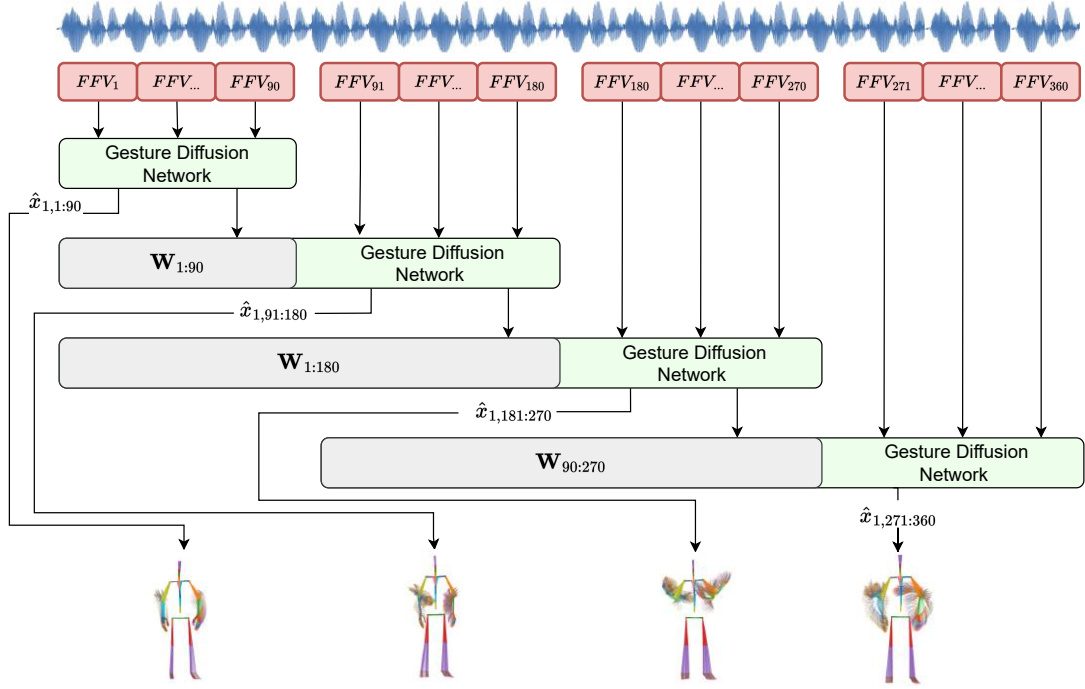 FFV₁ FFV... FFV₉₀ FFV₉₁ FFV... FFV₁₈₀ FFV₁₈₀ FFV... FFV₂₇₀ FFV₂₇₁ FFV... FFV₃₆₀
Gesture Diffusion
Network
x̂₁,₁:₉₀
W₁:₉₀
Gesture Diffusion
Network
x̂₁,₉₁:₁₈₀
W₁:₁₈₀
Gesture Diffusion
Network
x̂₁,₁₈₁:₂₇₀
W₉₀:₂₇₀
Gesture Diffusion
Network
x̂₁,₂₇₁:₃₆₀